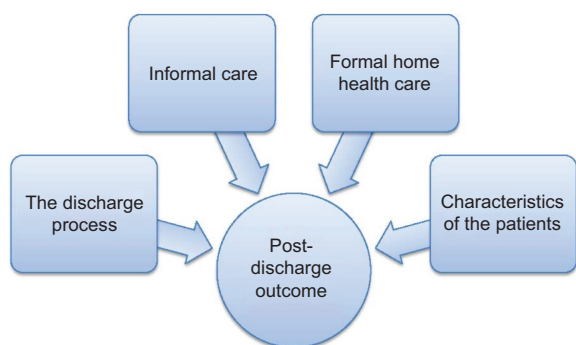 Informal care
Formal home
health care
The discharge
process
Characteristics
of the patients
Post-
discharge
outcome